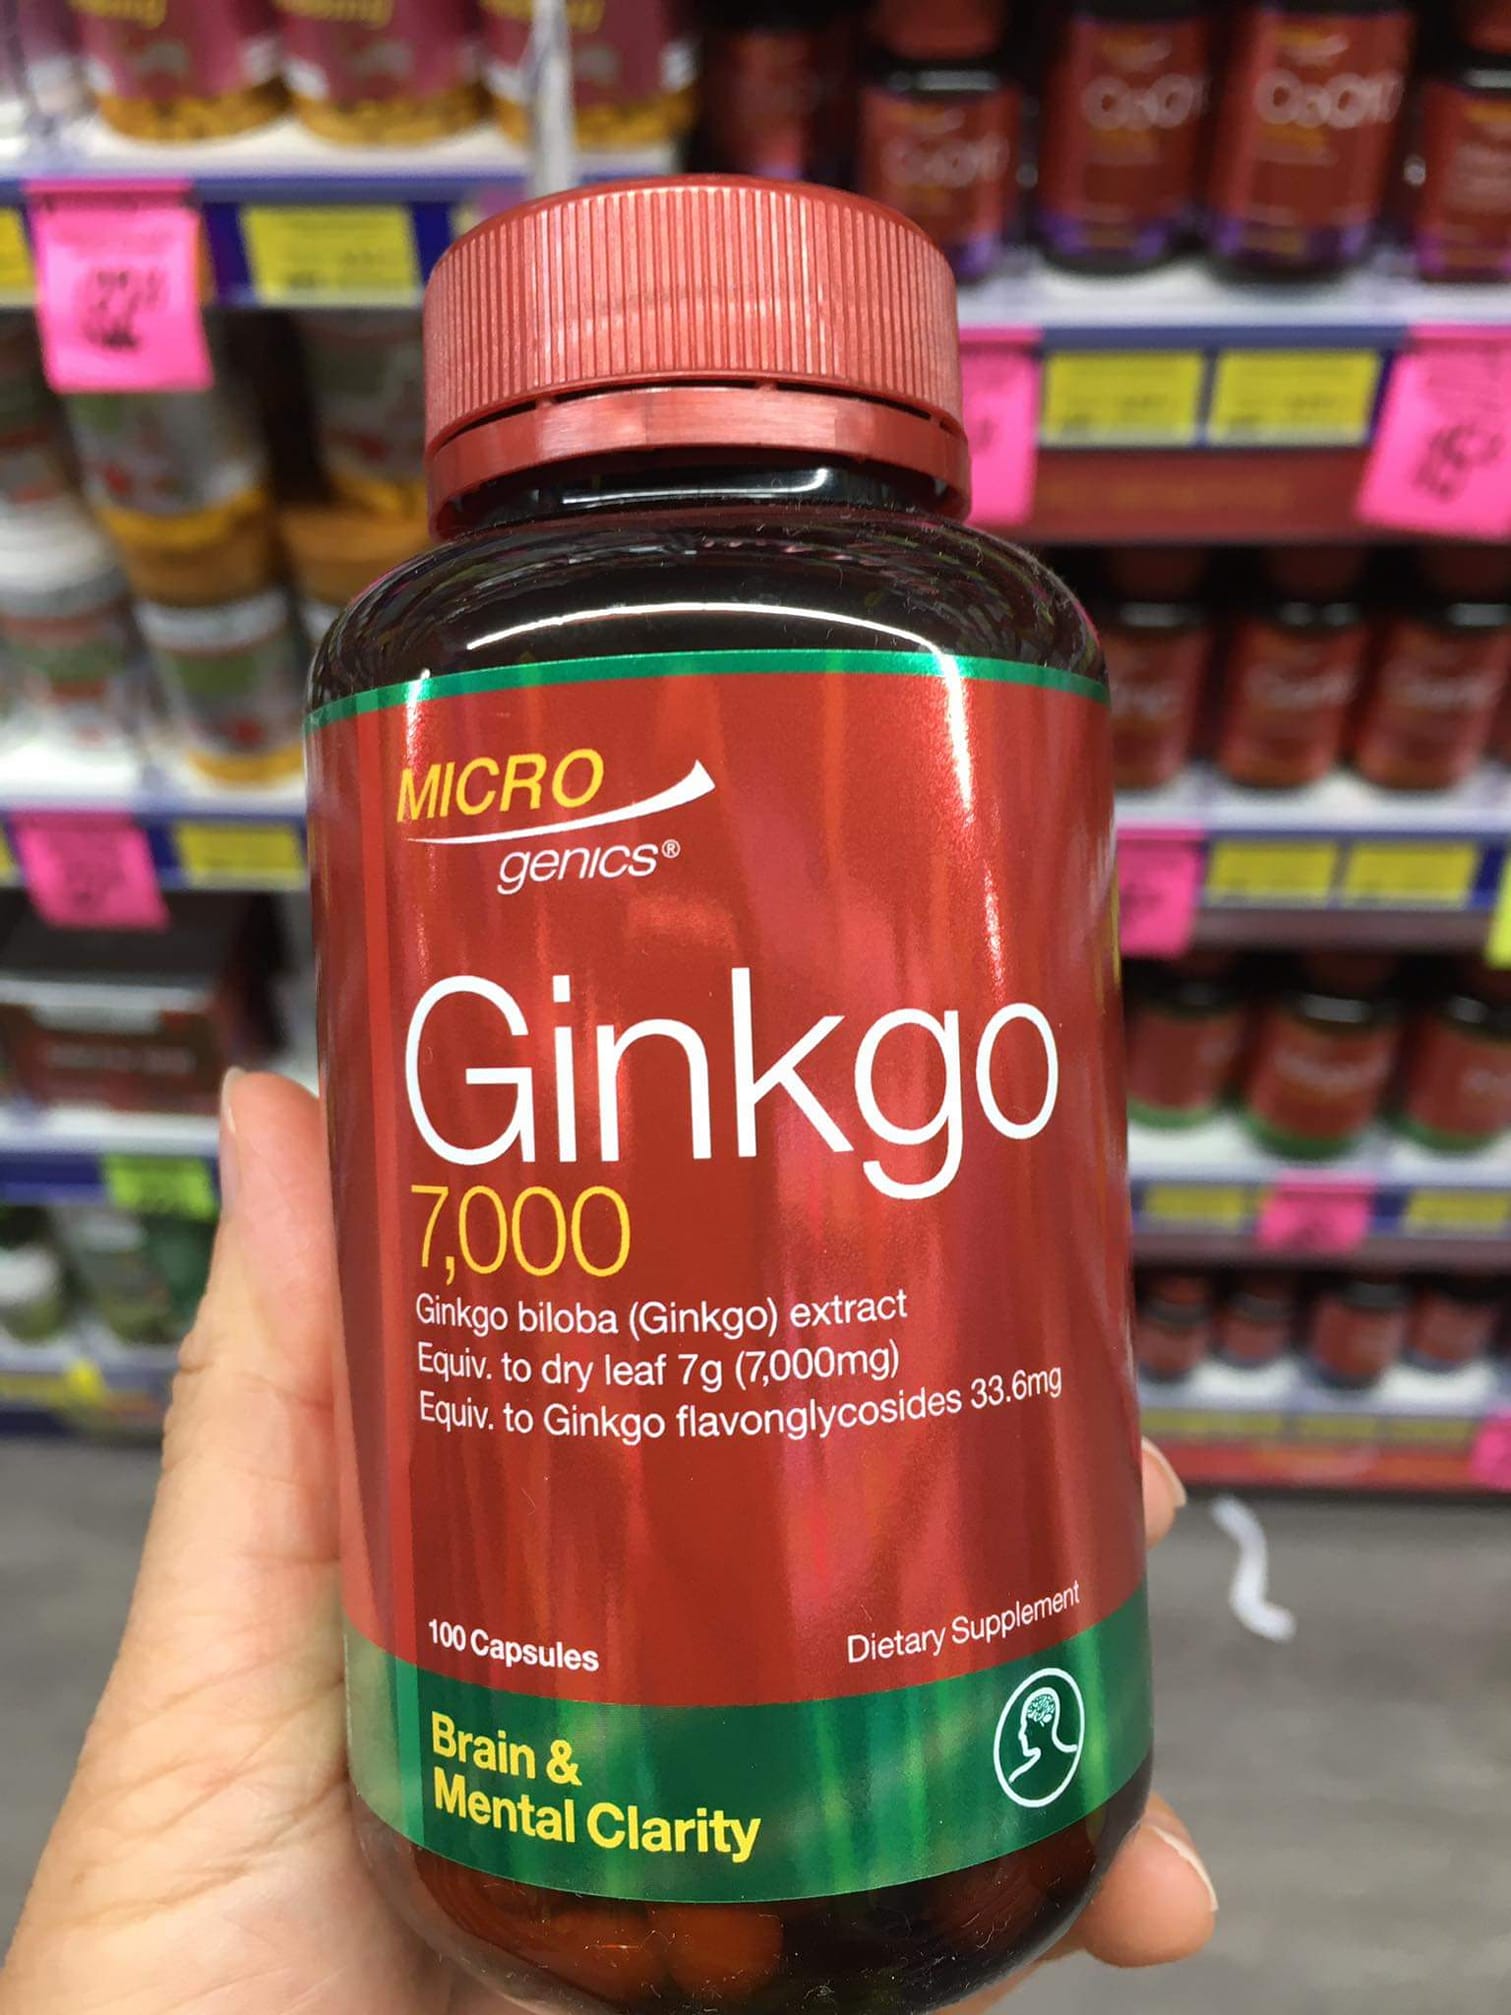 MICRO
genics®
Ginkgo
7,000
Ginkgo biloba (Ginkgo) extract
Equiv. to dry leaf 7g (7,000mg)
Equiv. to Ginkgo flavonglycosides 33.6mg
100 Capsules
Dietary Supplement
Brain &
Mental Clarity